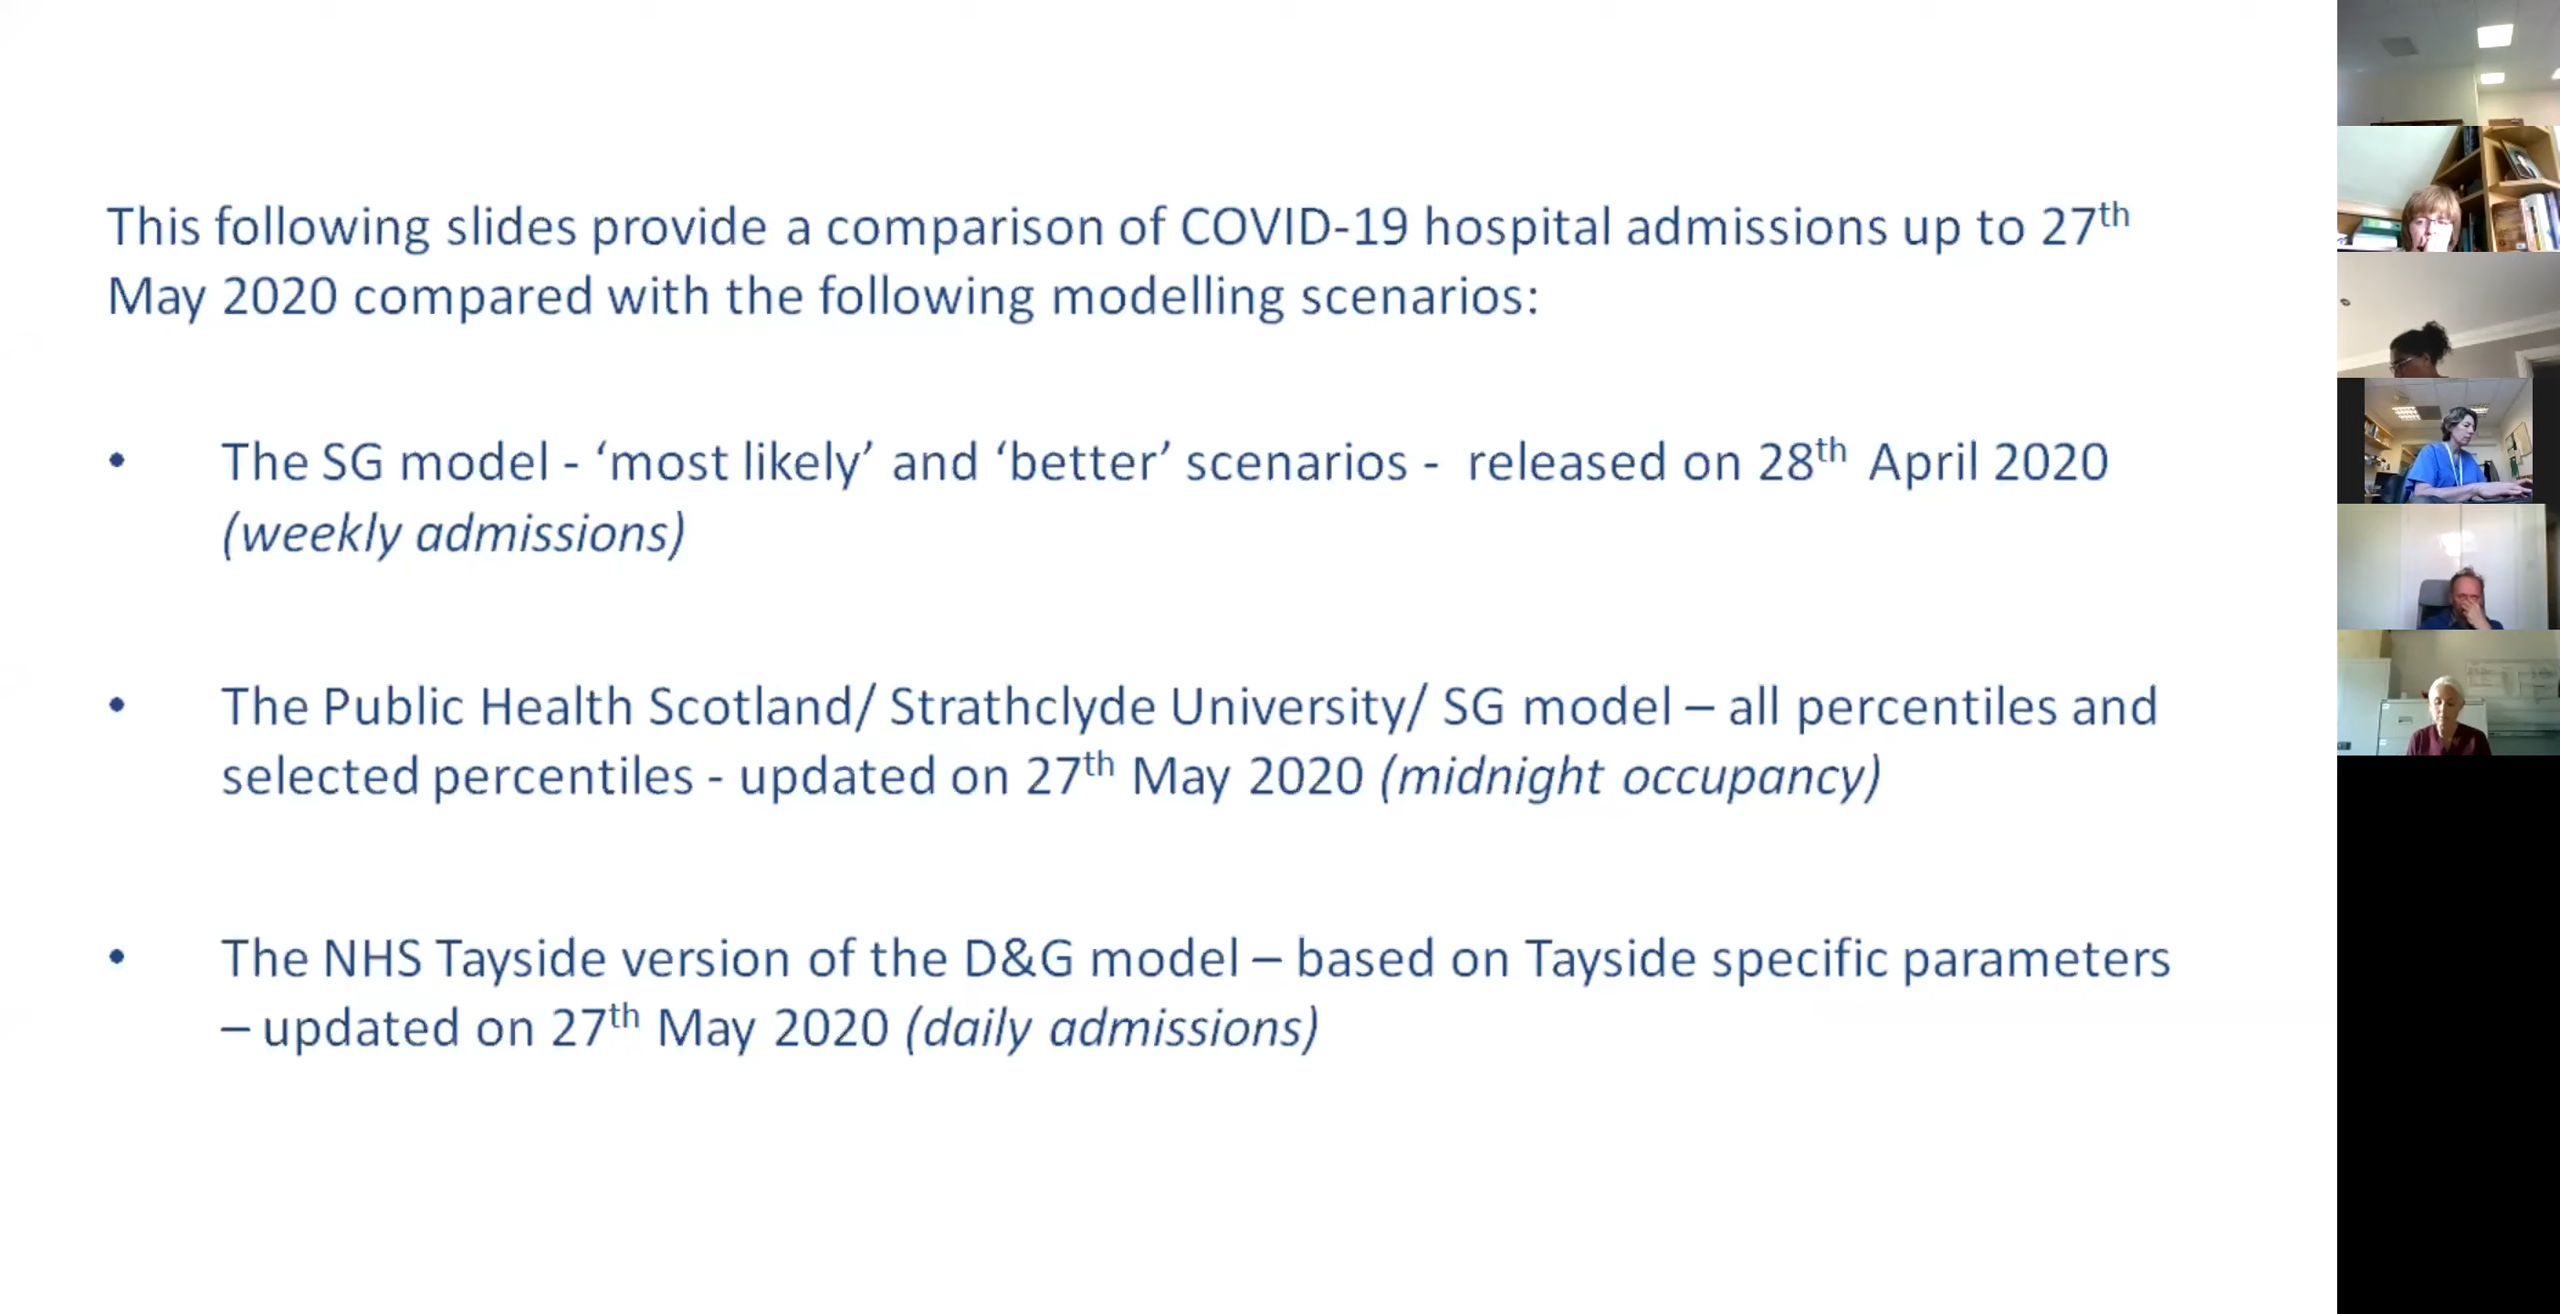 This following slides provide a comparison of COVID-19 hospital admissions up to 27th
May 2020 compared with the following modelling scenarios:
• The SG model - ‘most likely’ and ‘better’ scenarios - released on 28th April 2020
(weekly admissions)
• The Public Health Scotland/ Strathclyde University/ SG model – all percentiles and
selected percentiles - updated on 27th May 2020 (midnight occupancy)
• The NHS Tayside version of the D&G model – based on Tayside specific parameters
– updated on 27th May 2020 (daily admissions)